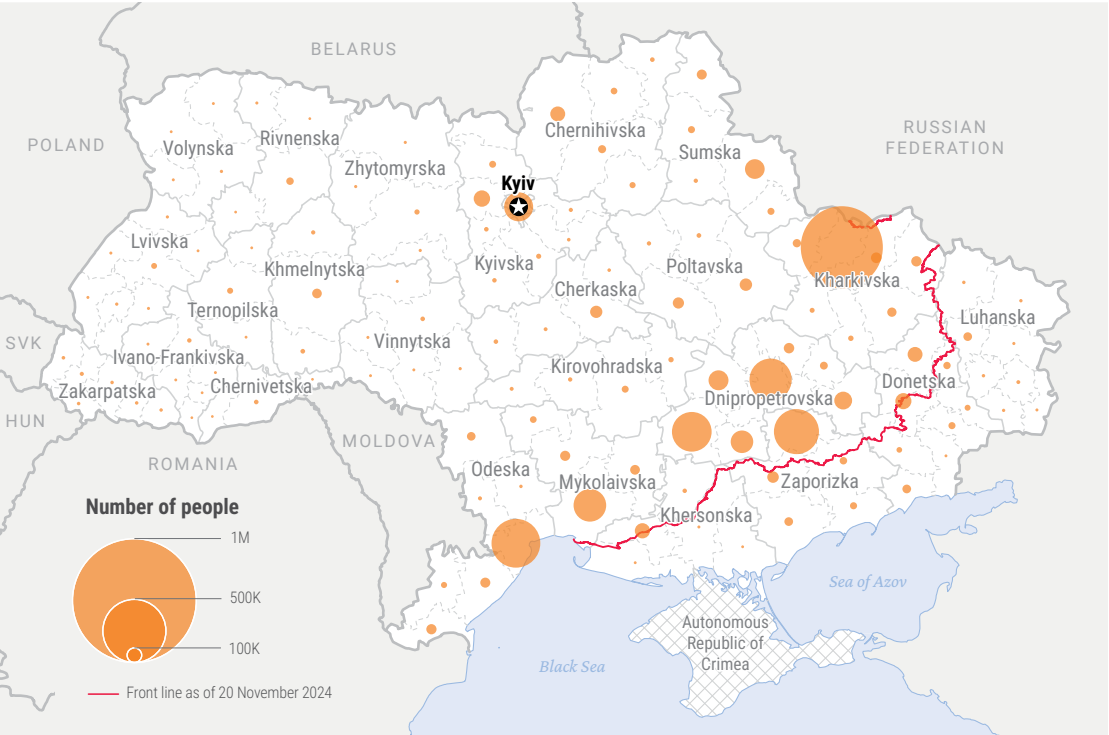 BELARUS
POLAND
RUSSIAN
FEDERATION
Chernihivska
Rivnenska
Volynska
Sumska
Zhytomyrska
Kyiv
Lvivska
Kyivska
Khmelnytska
Poltavska
Kharkivska
Cherkaska
Ternopilska
Luhanska
SVK
Vinnytska
Ivano-Frankivska
Kirovohradska
Donetska
Zakarpatska
Chernivetska
Dnipropetrovska
HUN
MOLDOVA
ROMANIA
Odeska
Mykolaivska
Zaporizka
Khersonska
Number of people
1M
500K
100K
Front line as of 20 November 2024
Sea of Azov
Autonomous
Republic of
Crimea
Black Sea